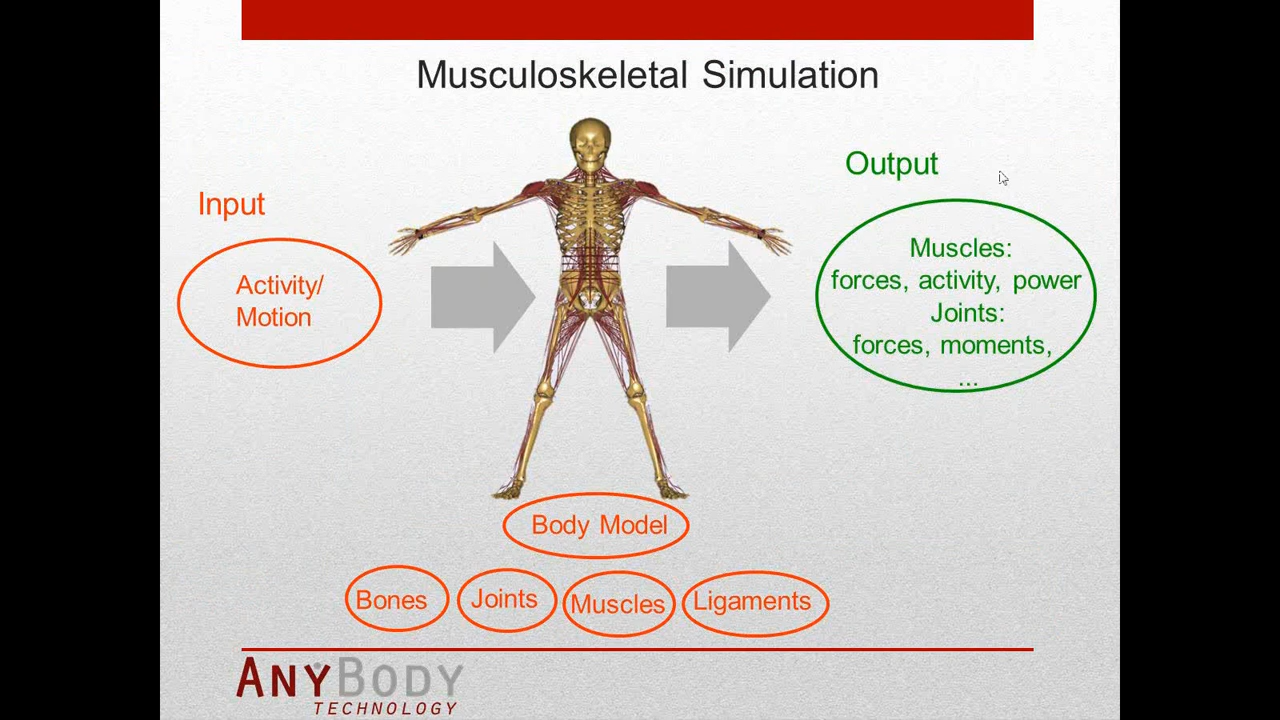 Musculoskeletal Simulation
Input
Activity/
Motion
Output
Muscles:
forces, activity, power
Joints:
forces, moments,
...
Body Model
Bones
Joints
Muscles
Ligaments
ANYBODY
TECHNOLOGY